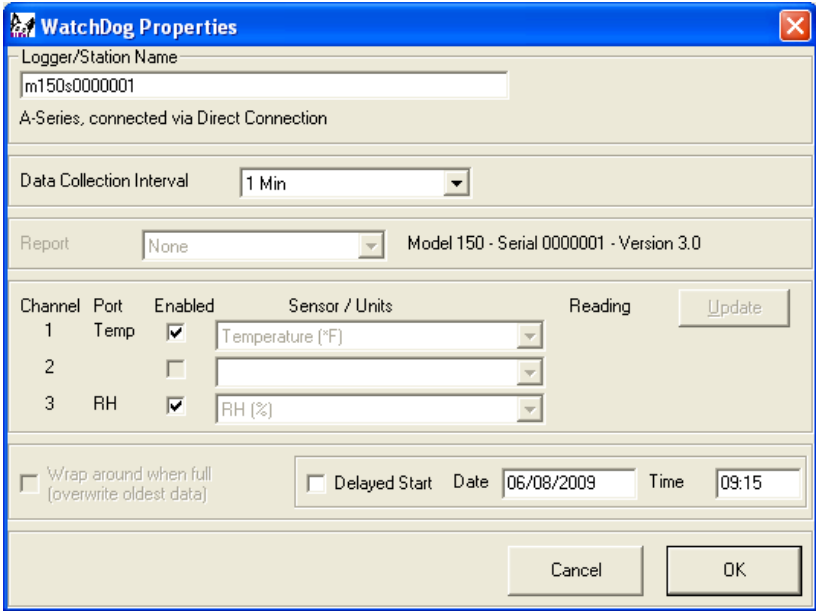 WatchDog Properties
Logger/Station Name
m150s0000001
A-Series, connected via Direct Connection
Data Collection Interval 1 Min
Report None Model 150 - Serial 0000001 - Version 3.0
Channel Port Enabled Sensor / Units Reading Update
1 Temp Temperature (*F)
2
3 RH RH (%)
Wrap around when full
(overwrite oldest data)
Delayed Start Date 06/08/2009 Time 09:15
Cancel OK